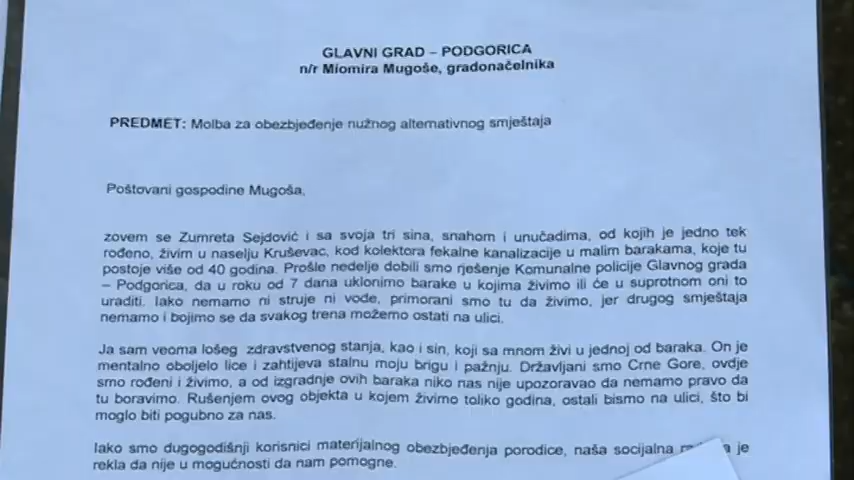 GLAVNI GRAD – PODGORICA
n/r Miomira Mugoše, gradonačelnika
PREDMET: Molba za obezbjeđenje nužnog alternativnog smještaja
Poštovani gospodine Mugoša,
zovem se Zumreta Sejdović i sa svoja tri sina, snahom i unučadima, od kojih je jedno tek
rođeno, živim u naselju Kruševac, kod kolektora fekalne kanalizacije u malim barakama, koje tu
postoje više od 40 godina. Prošle nedelje dobili smo rješenje Komunalne policije Glavnog grada
– Podgorica, da u roku od 7 dana uklonimo barake u kojima živimo ili će u suprotnom oni to
uraditi. Iako nemamo ni struje ni vode, primorani smo tu da živimo, jer drugog smještaja
nemamo i bojimo se da svakog trena možemo ostati na ulici.
Ja sam veoma lošeg zdravstvenog stanja, kao i sin, koji sa mnom živi u jednoj od baraka. On je
mentalno oboljelo lice i zahtijeva stalnu moju brigu i pažnju. Državljani smo Crne Gore, ovdje
smo rođeni i živimo, a od izgradnje ovih baraka niko nas nije upozoravao da nemamo pravo da
tu boravimo. Rušenjem ovog objekta u kojem živimo toliko godina, ostali bismo na ulici, što bi
moglo biti pogubno za nas.
Iako smo dugogodišnji korisnici materijalnog obezbjeđenja porodice, naša socijalna je
rekla da nije u mogućnosti da nam pomogne.